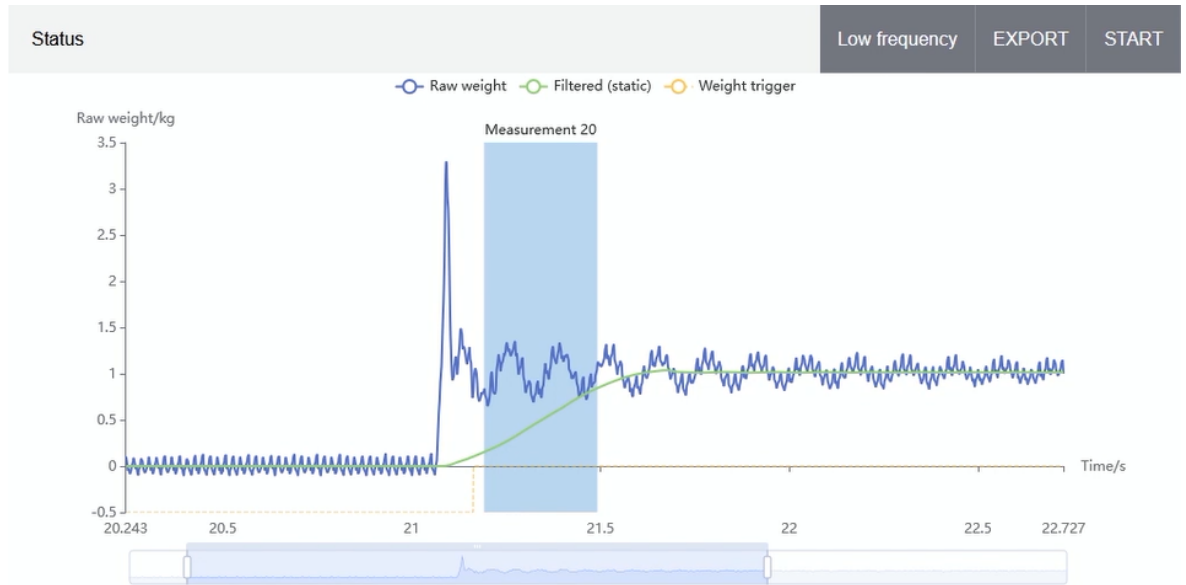 Status
Low frequency EXPORT START
Raw weight Filtered (static) Weight trigger
Raw weight/kg
Measurement 20
3.5
3
2.5
2
1.5
1
0.5
0
Time/s
-0.5
20.243 20.5 21 21.5 22 22.5 22.727